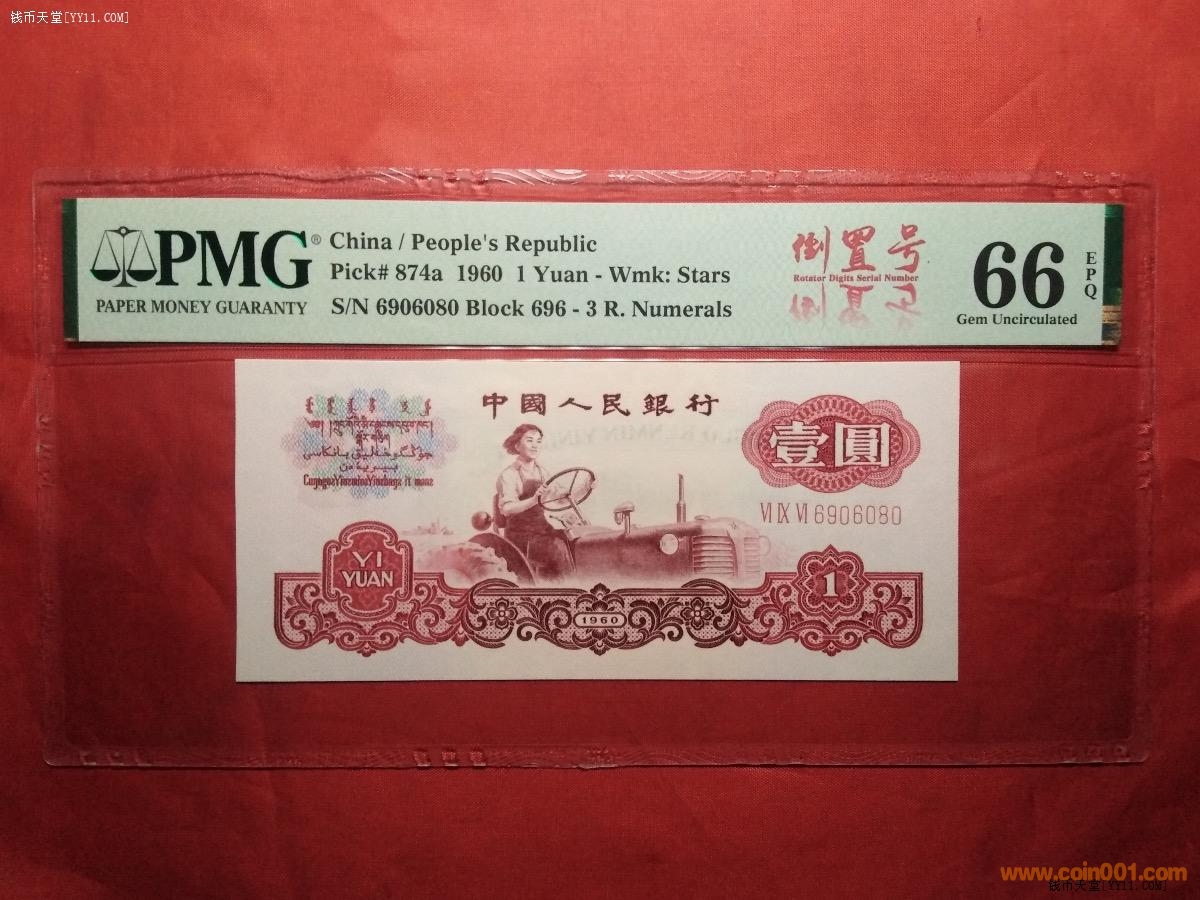 钱币天堂[YY11.COM]
PMG®
PAPER MONEY GUARANTY
China / People's Republic
Pick# 874a 1960 1 Yuan - Wmk: Stars
S/N 6906080 Block 696 - 3 R. Numerals
倒置号
Rotator Digits Serial Number
66
EPQ
Gem Uncirculated
中國人民銀行
壹圓
VI IX VI 6906080
YI
YUAN
1
1960
www.coin001.com
钱币天堂[YY11.COM]